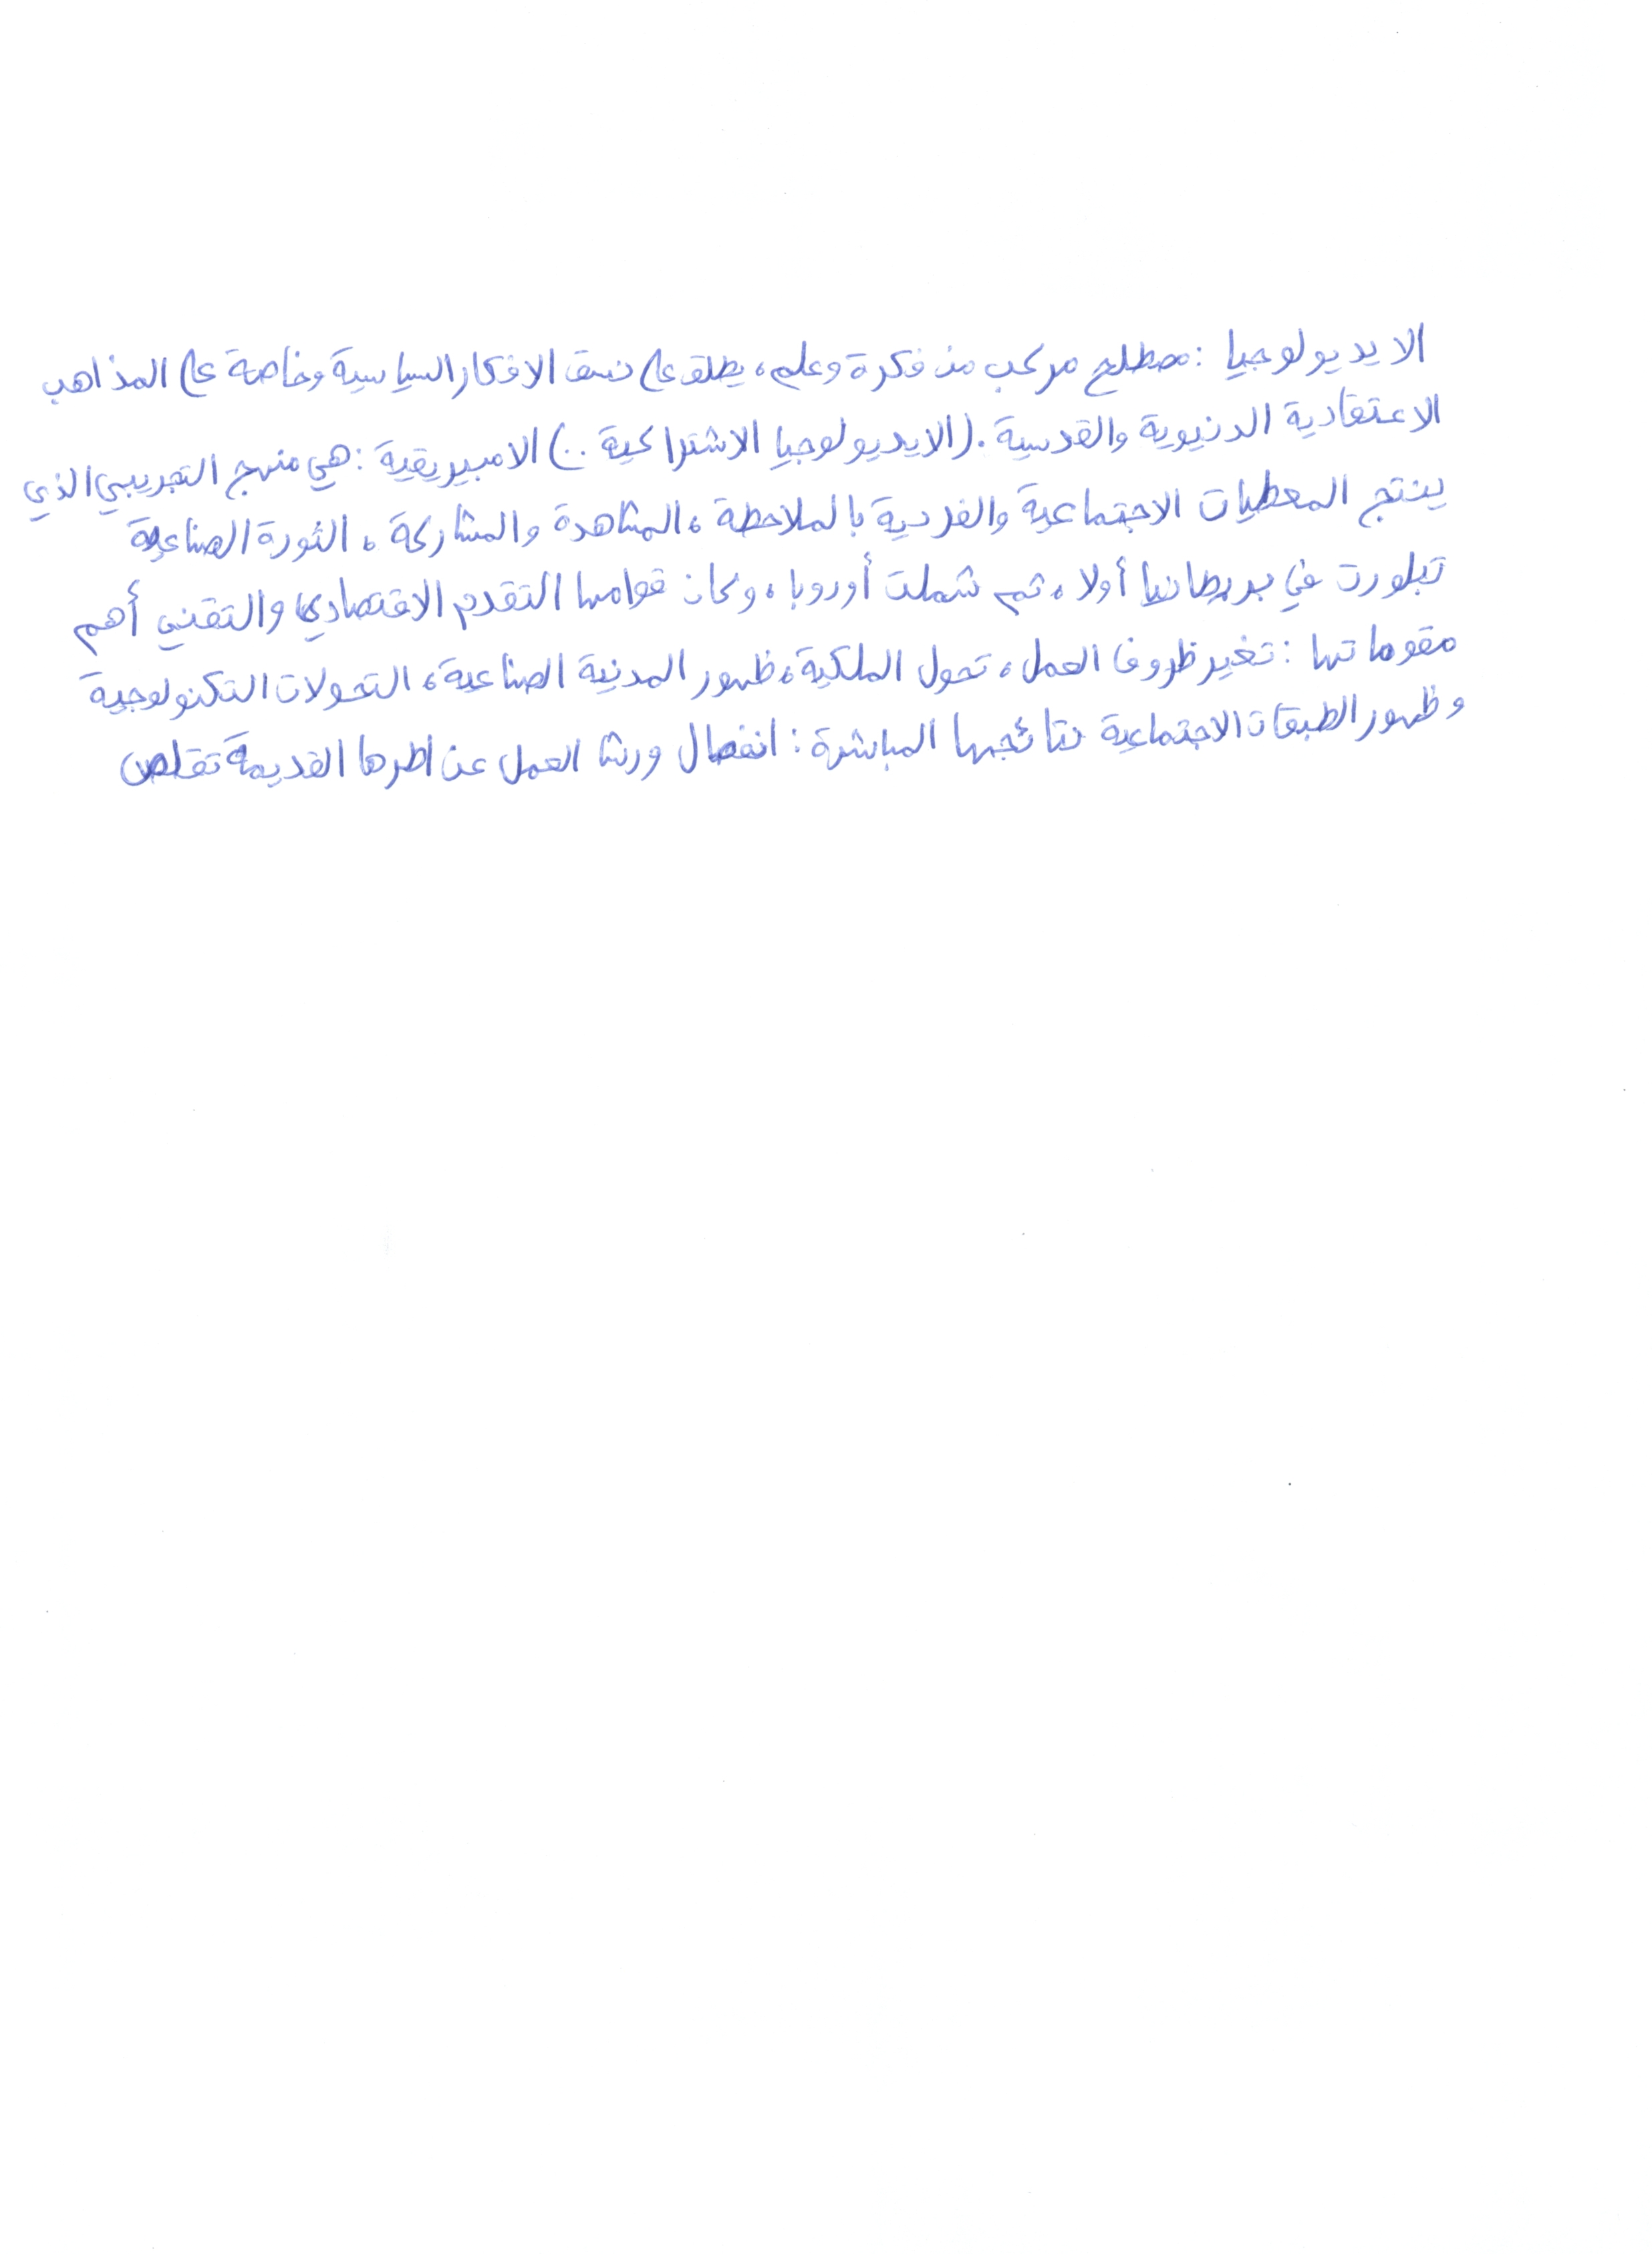 الايديولوجيا : مصطلح مركب من فكرة وعلم، يطلق على نسق الافكار السياسية وخاصة على المذاهب
الاعتقادية الدنيوية والقدسية. (الايديولوجيا الاشتراكية ..) الامبيريقية : هي منهج التجريبي الذي
ينتج المعطيات الاجتماعية والفردية بالملاحظة، المشاهدة والمشاركة، الثورة الصناعية
تبلورت في بريطانيا أولا، ثم شملت أوروبا، وكان قوامها التقدم الاقتصادي والتقني أهم
مقوماتها : تغير ظروف العمل، تحول الملكية، ظهور المدنية الصناعية، التحولات التكنولوجية
وظهور الطبقات الاجتماعية نتائجها المباشرة : انفصال ورشا العمل عن اطرها القديمة تقلص